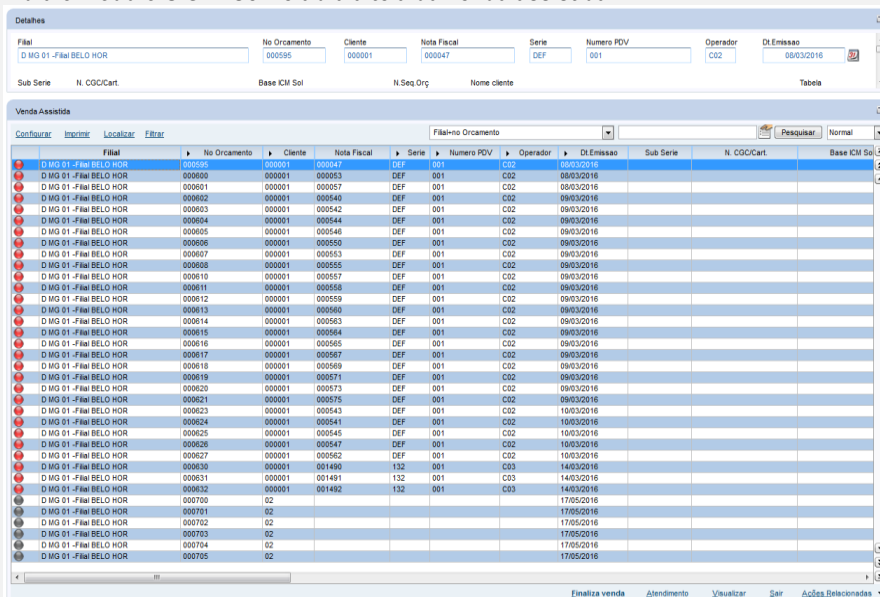 Detalhes
Filial No Orcamento Cliente Nota Fiscal Serie Numero PDV Operador Dt.Emissao
D MG 01 -Filial BELO HOR 000595 000001 000047 DEF 001 C02 08/03/2016
Sub Serie N. CGC/Cart. Base ICM Sol N.Seq.Orç Nome cliente Tabela
Venda Assistida
Configurar Imprimir Localizar Filtrar Filial+no Orcamento Pesquisar Normal
Filial No Orcamento Cliente Nota Fiscal Serie Numero PDV Operador Dt.Emissao Sub Serie N. CGC/Cart. Base ICM So
D MG 01 -Filial BELO HOR 000595 000001 000047 DEF 001 C02 08/03/2016
D MG 01 -Filial BELO HOR 000600 000001 000053 DEF 001 C02 08/03/2016
D MG 01 -Filial BELO HOR 000601 000001 000057 DEF 001 C02 08/03/2016
D MG 01 -Filial BELO HOR 000602 000001 000540 DEF 001 C02 09/03/2016
D MG 01 -Filial BELO HOR 000603 000001 000542 DEF 001 C02 09/03/2016
D MG 01 -Filial BELO HOR 000604 000001 000544 DEF 001 C02 09/03/2016
D MG 01 -Filial BELO HOR 000605 000001 000546 DEF 001 C02 09/03/2016
D MG 01 -Filial BELO HOR 000606 000001 000550 DEF 001 C02 09/03/2016
D MG 01 -Filial BELO HOR 000607 000001 000553 DEF 001 C02 09/03/2016
D MG 01 -Filial BELO HOR 000608 000001 000555 DEF 001 C02 09/03/2016
D MG 01 -Filial BELO HOR 000610 000001 000557 DEF 001 C02 09/03/2016
D MG 01 -Filial BELO HOR 000611 000001 000558 DEF 001 C02 09/03/2016
D MG 01 -Filial BELO HOR 000612 000001 000559 DEF 001 C02 09/03/2016
D MG 01 -Filial BELO HOR 000613 000001 000560 DEF 001 C02 09/03/2016
D MG 01 -Filial BELO HOR 000614 000001 000563 DEF 001 C02 09/03/2016
D MG 01 -Filial BELO HOR 000615 000001 000564 DEF 001 C02 09/03/2016
D MG 01 -Filial BELO HOR 000616 000001 000565 DEF 001 C02 09/03/2016
D MG 01 -Filial BELO HOR 000617 000001 000567 DEF 001 C02 09/03/2016
D MG 01 -Filial BELO HOR 000618 000001 000569 DEF 001 C02 09/03/2016
D MG 01 -Filial BELO HOR 000619 000001 000571 DEF 001 C02 09/03/2016
D MG 01 -Filial BELO HOR 000620 000001 000573 DEF 001 C02 09/03/2016
D MG 01 -Filial BELO HOR 000621 000001 000575 DEF 001 C02 09/03/2016
D MG 01 -Filial BELO HOR 000623 000001 000543 DEF 001 C02 10/03/2016
D MG 01 -Filial BELO HOR 000624 000001 000541 DEF 001 C02 10/03/2016
D MG 01 -Filial BELO HOR 000625 000001 000545 DEF 001 C02 10/03/2016
D MG 01 -Filial BELO HOR 000626 000001 000547 DEF 001 C02 10/03/2016
D MG 01 -Filial BELO HOR 000627 000001 000562 DEF 001 C02 10/03/2016
D MG 01 -Filial BELO HOR 000630 000001 001490 132 001 C03 14/03/2016
D MG 01 -Filial BELO HOR 000631 000001 001491 132 001 C03 14/03/2016
D MG 01 -Filial BELO HOR 000632 000001 001492 132 001 C03 14/03/2016
D MG 01 -Filial BELO HOR 000700 02 17/05/2016
D MG 01 -Filial BELO HOR 000701 02 17/05/2016
D MG 01 -Filial BELO HOR 000702 02 17/05/2016
D MG 01 -Filial BELO HOR 000703 02 17/05/2016
D MG 01 -Filial BELO HOR 000704 02 17/05/2016
D MG 01 -Filial BELO HOR 000705 02 17/05/2016
Finaliza venda Atendimento Visualizar Sair Ações Relacionadas